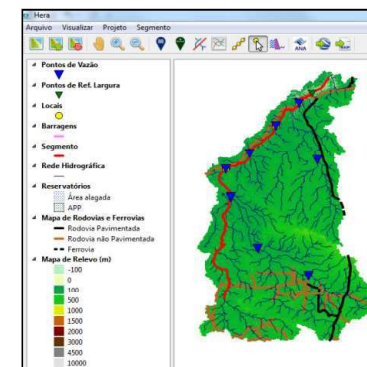 Hera
Arquivo Visualizar Projeto Segmento
ANA
Pontos de Vazão
Pontos de Ref. Largura
Locais
Barragens
Segmento
Rede Hidrográfica
Reservatórios
Área alagada
APP
Mapa de Rodovias e Ferrovias
Rodovia Pavimentada
Rodovia não Pavimentada
Ferrovia
Mapa de Relevo (m)
-100
0
100
500
1000
1500
2000
3000
4500
10000